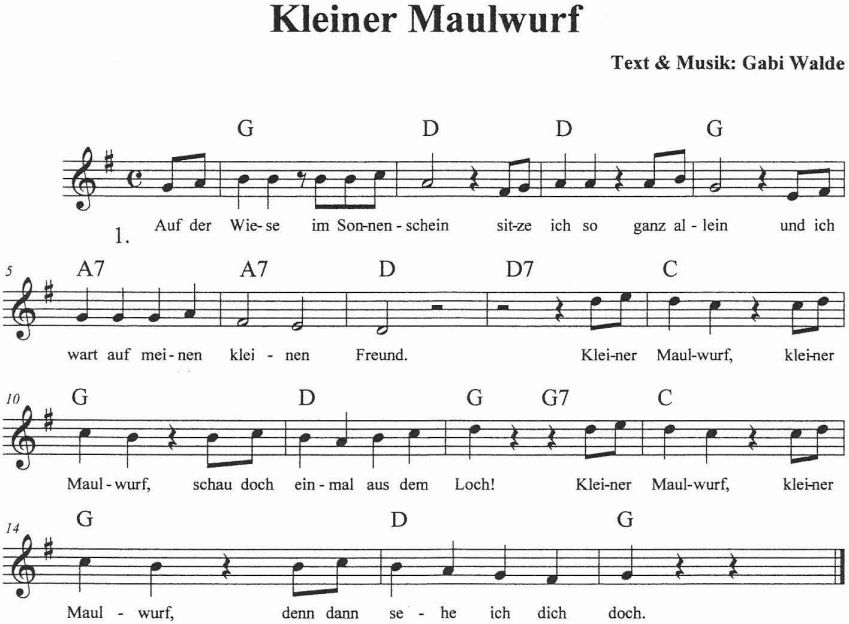 Kleiner Maulwurf
Text & Musik: Gabi Walde
G D D G
Auf der Wie-se im Son-nen-schein sit-ze ich so ganz al-lein und ich
1.
5 A7 A7 D D7 C
wart auf mei-nen klei-nen Freund. Klei-ner Maul-wurf, klei-ner
10 G D G G7 C
Maul-wurf, schau doch ein-mal aus dem Loch! Klei-ner Maul-wurf, klei-ner
14 G D G
Maul-wurf, denn dann se-he ich dich doch.